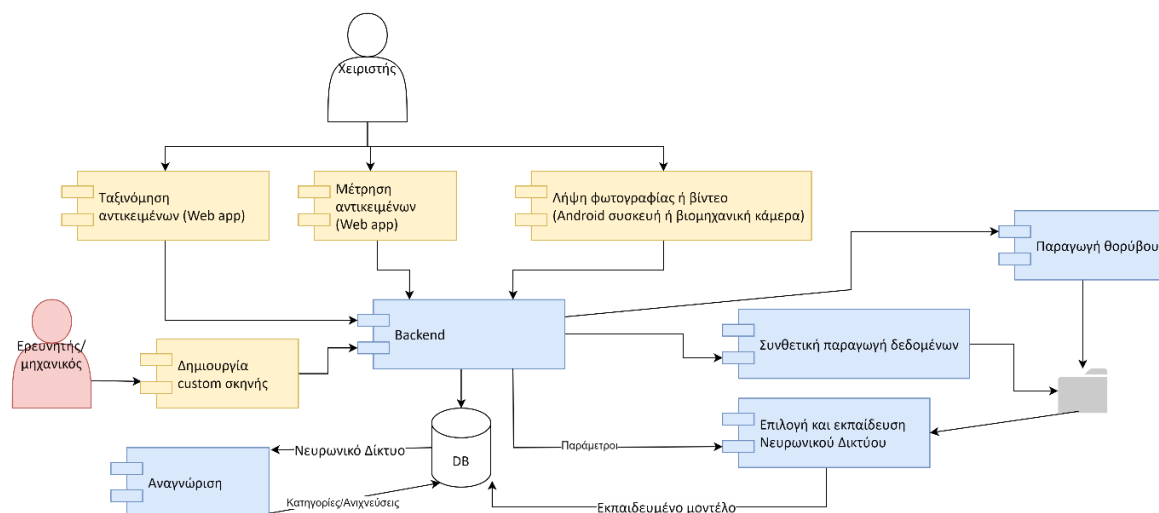 Χειριστής
Ταξινόμηση
αντικειμένων (Web app)
Μέτρηση
αντικειμένων
(Web app)
Λήψη φωτογραφίας ή βίντεο
(Android συσκευή ή βιομηχανική κάμερα)
Παραγωγή θορύβου
Ερευνητής/
μηχανικός
Δημιουργία
custom σκηνής
Backend
Συνθετική παραγωγή δεδομένων
Επιλογή και εκπαίδευση
Νευρωνικού Δικτύου
Παράμετροι
Νευρωνικό Δίκτυο
DB
Αναγνώριση
Κατηγορίες/Ανιχνεύσεις
Εκπαιδευμένο μοντέλο